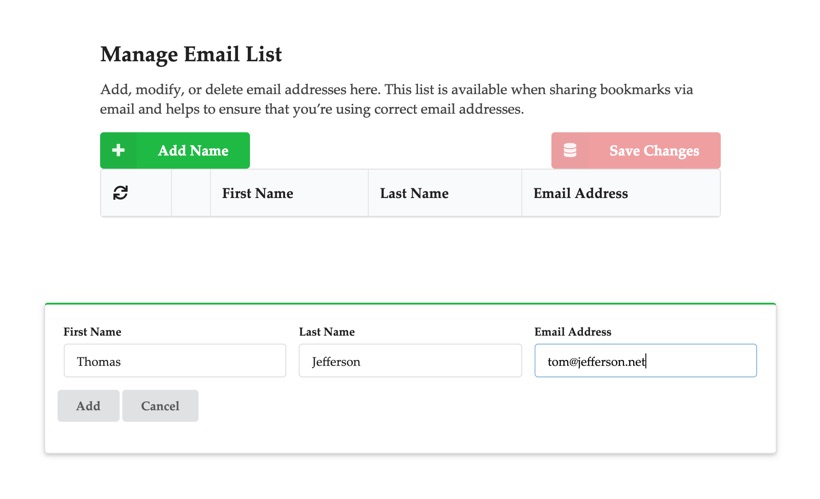 Manage Email List
Add, modify, or delete email addresses here. This list is available when sharing bookmarks via
email and helps to ensure that you’re using correct email addresses.
Add Name
Save Changes
First Name Last Name Email Address
First Name Last Name Email Address
Thomas Jefferson tom@jefferson.net
Add Cancel